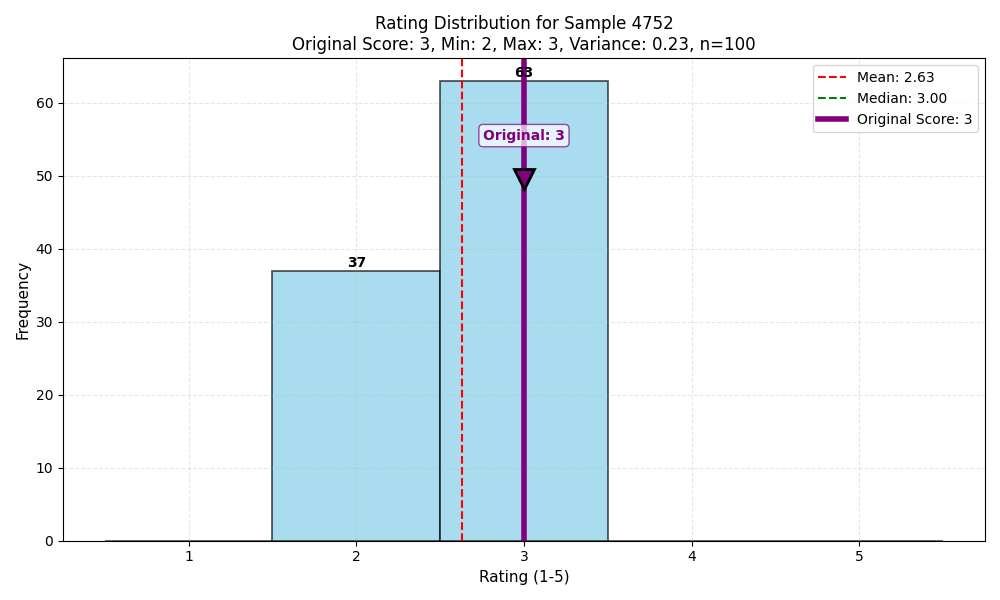 Rating Distribution for Sample 4752
Original Score: 3, Min: 2, Max: 3, Variance: 0.23, n=100
Mean: 2.63
Median: 3.00
Original Score: 3
63
Original: 3
37
Frequency
60
50
40
30
20
10
0
1 2 3 4 5
Rating (1-5)